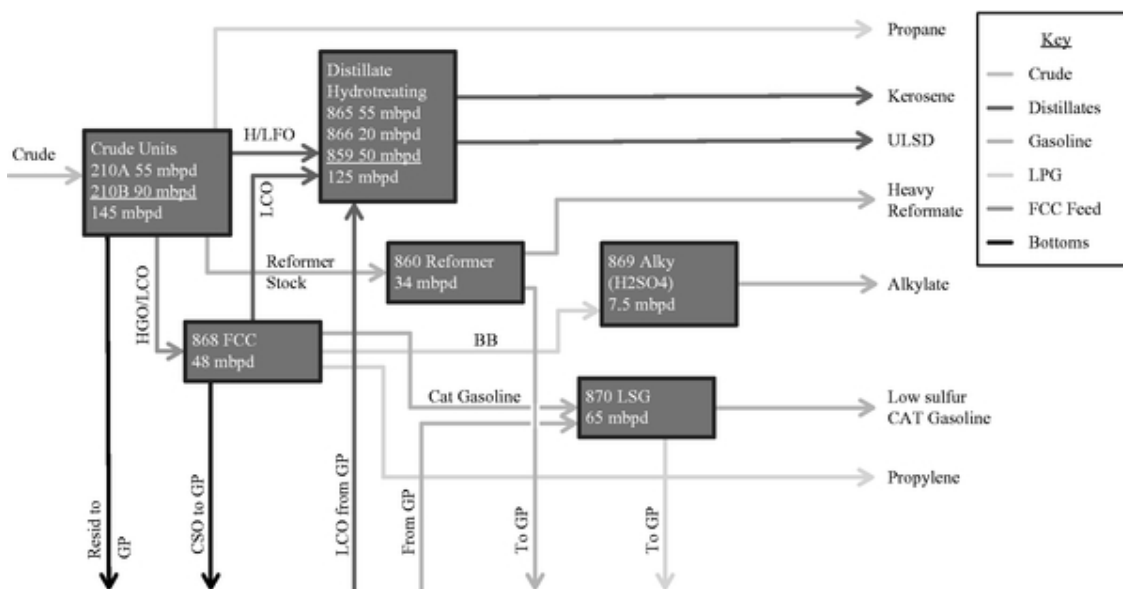 Propane
Key
Crude
Distillates
Gasoline
LPG
FCC Feed
Bottoms
Distillate
Hydrotreating
865 55 mbpd
866 20 mbpd
859 50 mbpd
125 mbpd
Kerosene
ULSD
Crude
Crude Units
210A 55 mbpd
210B 90 mbpd
145 mbpd
H/LFO
LCO
Heavy
Reformate
Reformer
Stock
860 Reformer
34 mbpd
869 Alky
(H2SO4)
7.5 mbpd
Alkylate
HGO/LCO
868 FCC
48 mbpd
BB
Cat Gasoline
870 LSG
65 mbpd
Low sulfur
CAT Gasoline
Propylene
Resid to
GP
CSO to GP
LCO from GP
From GP
To GP
To GP